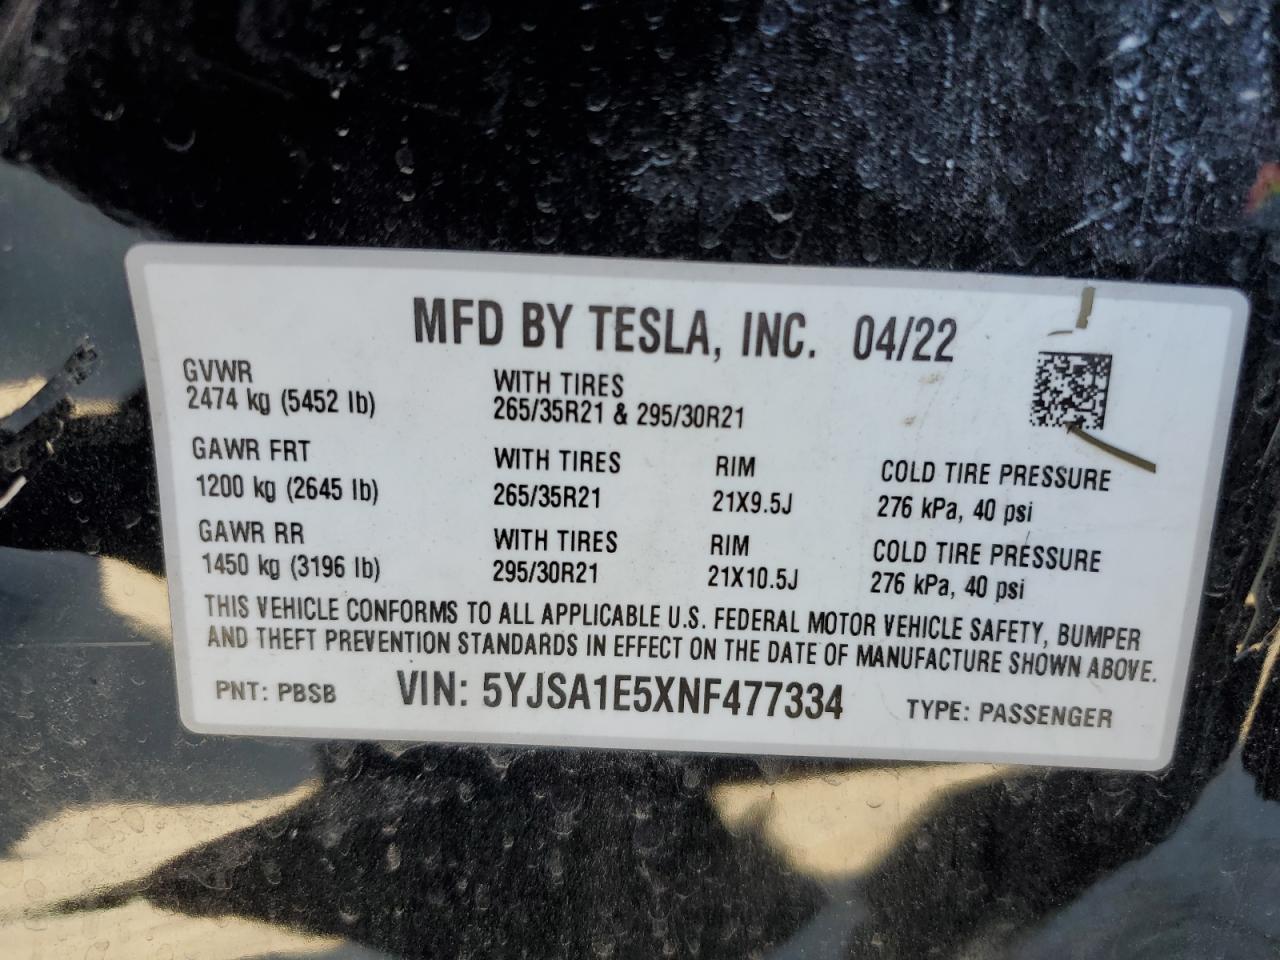 MFD BY TESLA, INC. 04/22
GVWR
2474 kg (5452 lb)
WITH TIRES
265/35R21 & 295/30R21
GAWR FRT
1200 kg (2645 lb)
WITH TIRES
265/35R21
RIM
21X9.5J
COLD TIRE PRESSURE
276 kPa, 40 psi
GAWR RR
1450 kg (3196 lb)
WITH TIRES
295/30R21
RIM
21X10.5J
COLD TIRE PRESSURE
276 kPa, 40 psi
THIS VEHICLE CONFORMS TO ALL APPLICABLE U.S. FEDERAL MOTOR VEHICLE SAFETY, BUMPER
AND THEFT PREVENTION STANDARDS IN EFFECT ON THE DATE OF MANUFACTURE SHOWN ABOVE.
PNT: PBSB VIN: 5YJSA1E5XNF477334 TYPE: PASSENGER